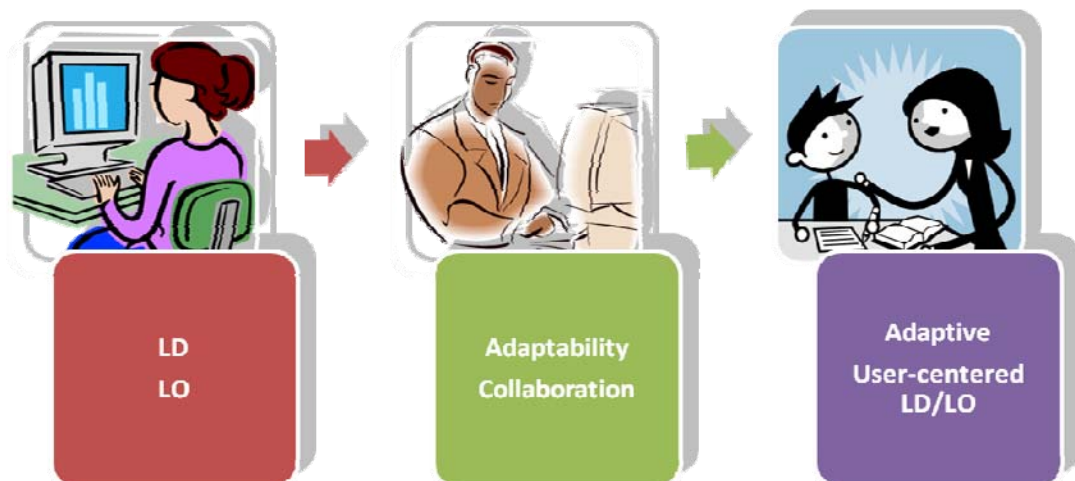 LD
LO
Adaptability
Collaboration
Adaptive
User-centered
LD/LO